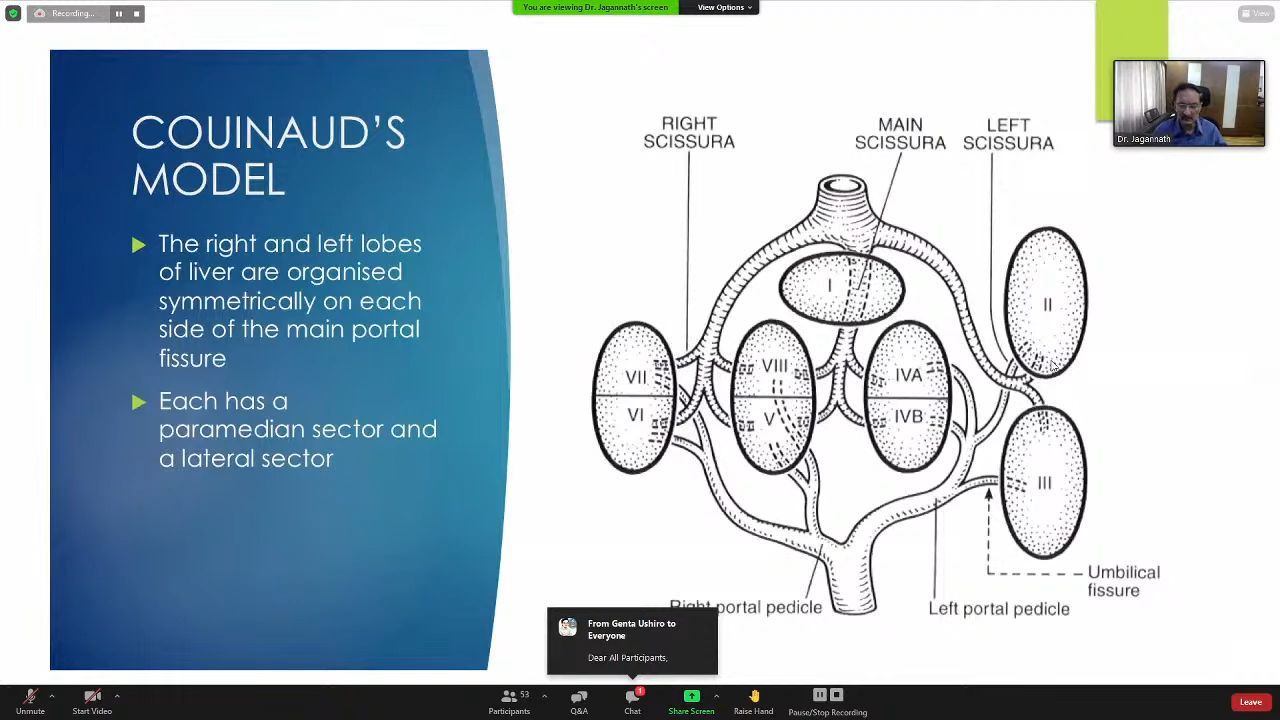 Recording...
You are viewing Dr. Jagannath's screen
View Options
View
Dr. Jagannath
COUINAUD'S
MODEL
The right and left lobes
of liver are organised
symmetrically on each
side of the main portal
fissure
Each has a
paramedian sector and
a lateral sector
RIGHT
SCISSURA
MAIN
SCISSURA
LEFT
SCISSURA
I
II
VII
VI
VIII
V
IVA
IVB
III
Umbilical
fissure
Right portal pedicle
Left portal pedicle
From Genta Ushiro to
Everyone
Dear All Participants,
Unmute
Start Video
53
Participants
Q&A
1
Chat
Share Screen
Raise Hand
Pause/Stop Recording
Leave